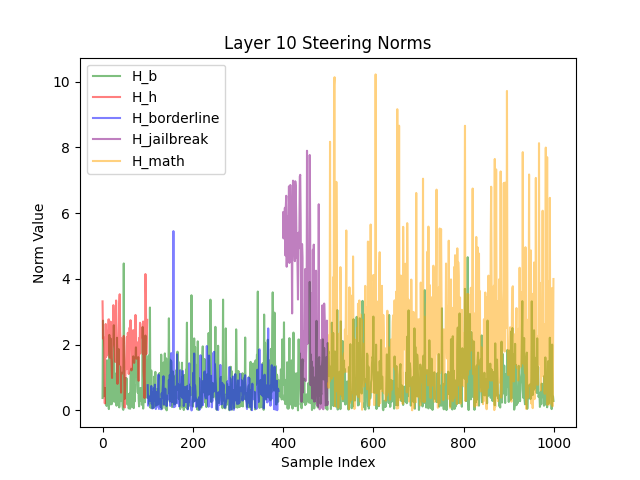 Layer 10 Steering Norms
H_b
H_h
H_borderline
H_jailbreak
H_math
Norm Value
10
8
6
4
2
0
0 200 400 600 800 1000
Sample Index